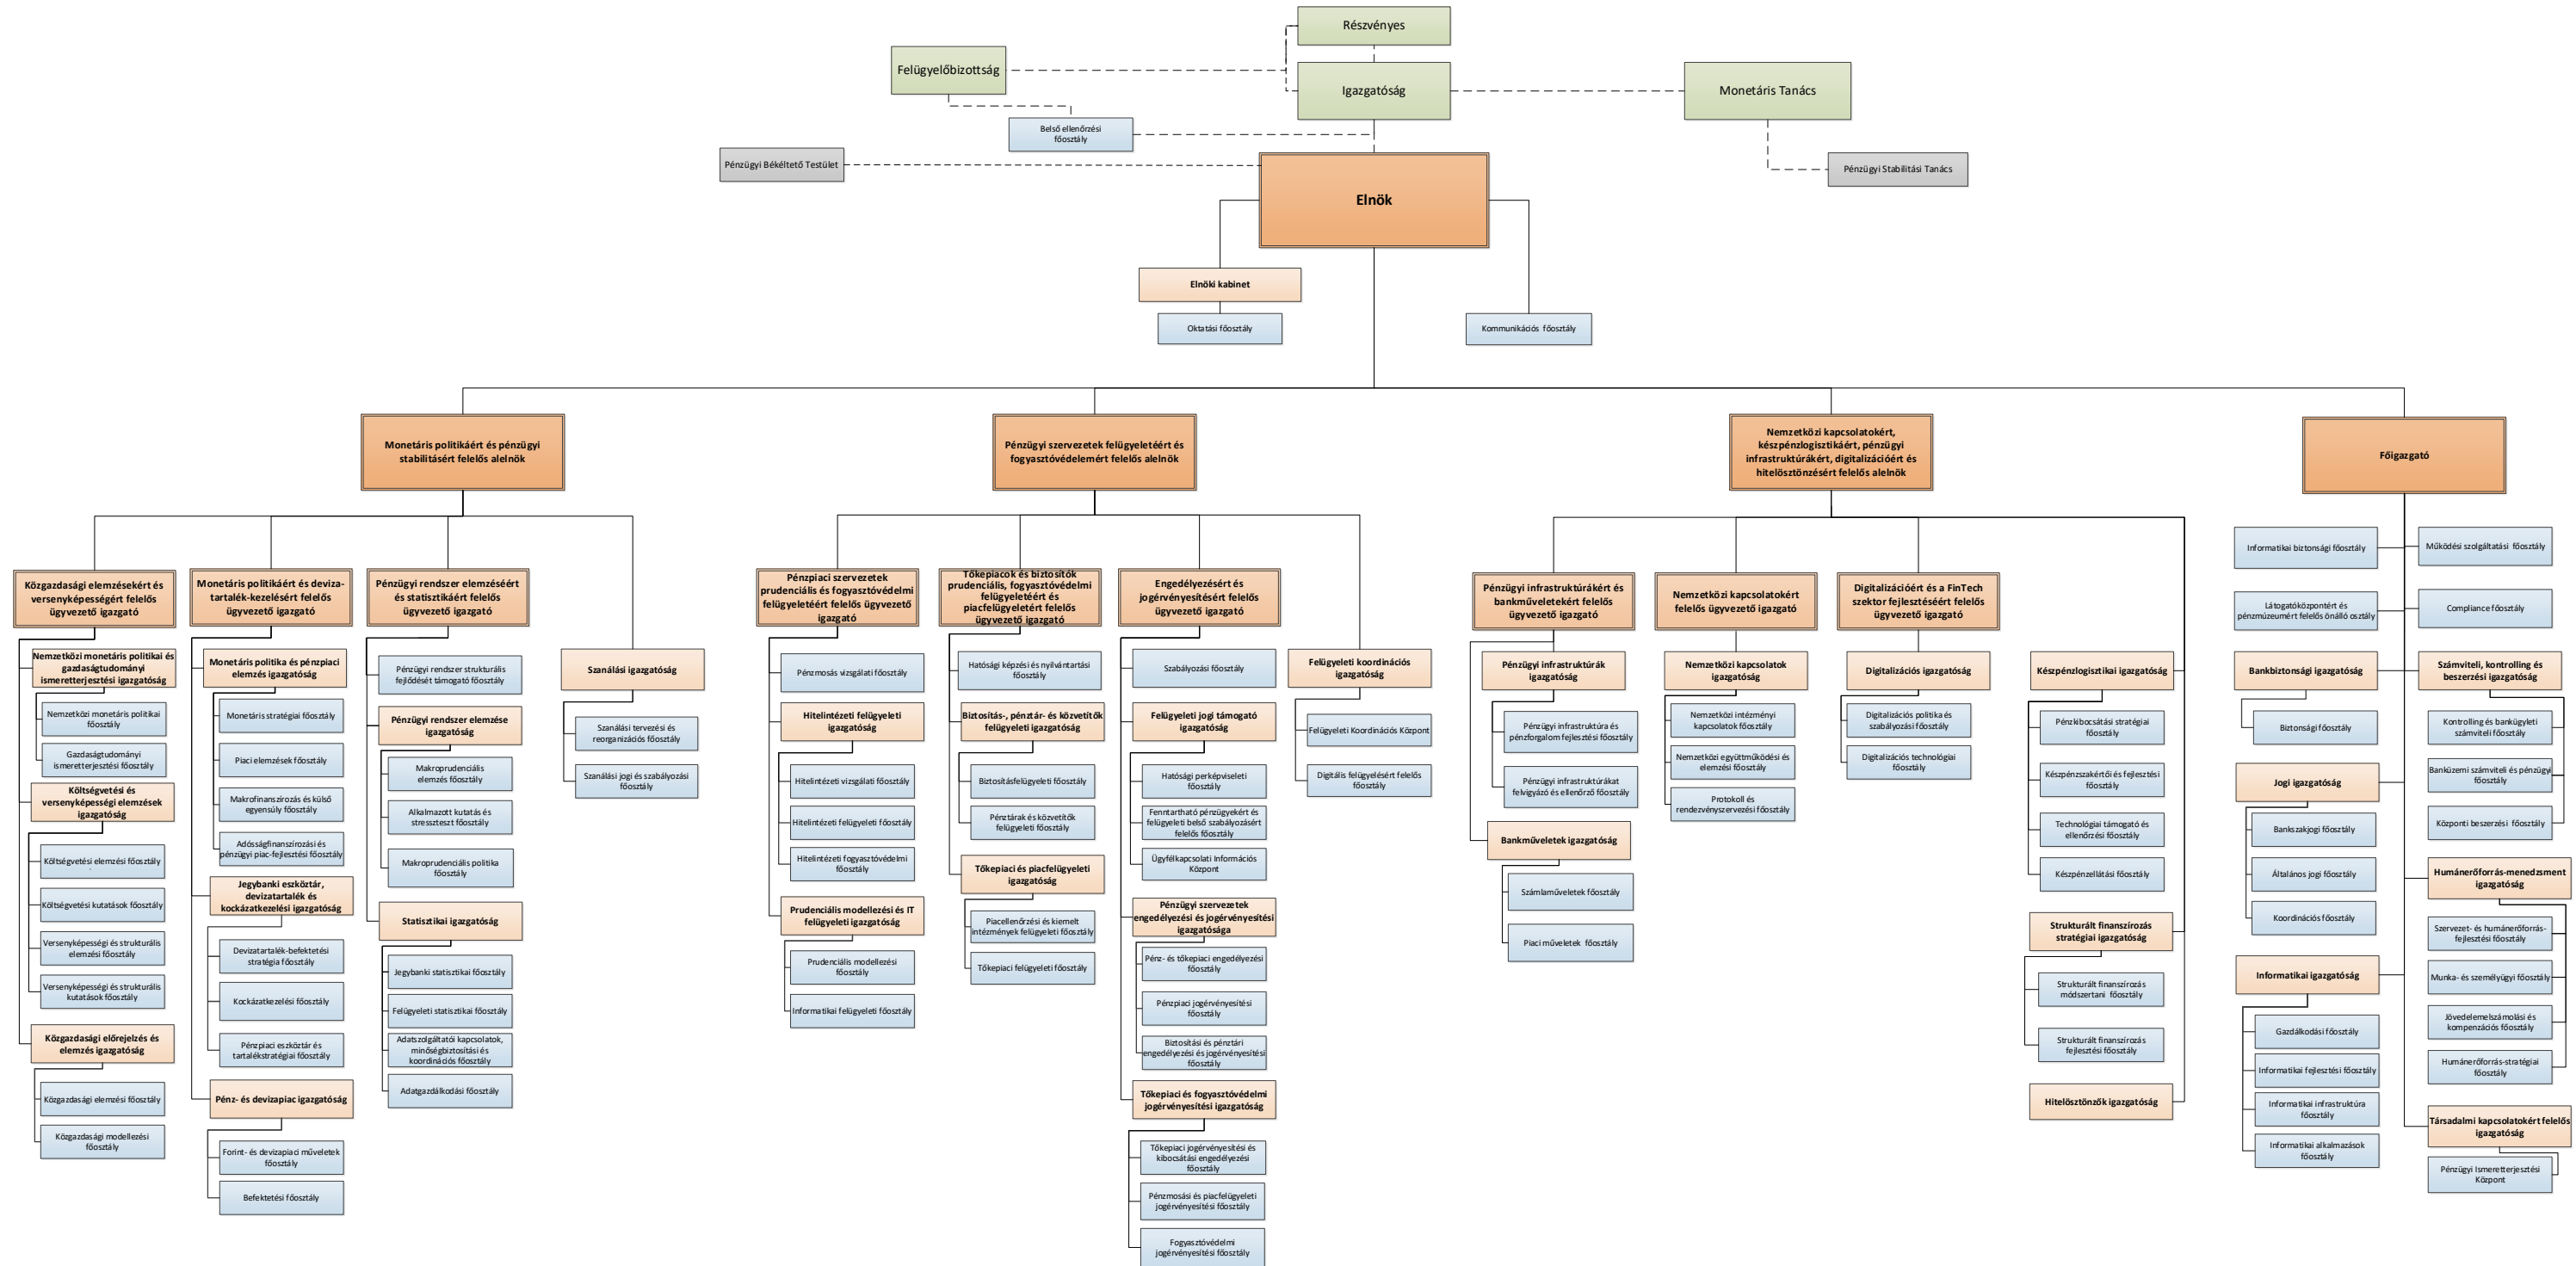 Részvényes
Felügyelőbizottság
Igazgatóság
Monetáris Tanács
Belső ellenőrzési
főosztály
Pénzügyi Békéltető Testület
Pénzügyi Stabilitási Tanács
Elnök
Elnöki kabinet
Oktatási főosztály
Kommunikációs főosztály
Monetáris politikáért és pénzügyi
stabilitásért felelős alelnök
Közgazdasági elemzésekért és
versenyképességért felelős
ügyvezető igazgató
Nemzetközi monetáris politikai és
gazdaságtudományi
ismeretterjesztési igazgatóság
Nemzetközi monetáris politikai
főosztály
Gazdaságtudományi
ismeretterjesztési főosztály
Költségvetési és
versenyképességi elemzések
igazgatóság
Költségvetési elemzési főosztály
Költségvetési kutatások főosztály
Versenyképességi és strukturális
elemzési főosztály
Versenyképességi és strukturális
kutatások főosztály
Közgazdasági előrejelzés és
elemzés igazgatóság
Közgazdasági elemzési főosztály
Közgazdasági modellezési
főosztály
Monetáris politikáért és deviza-
tartalék-kezelésért felelős
ügyvezető igazgató
Monetáris politika és pénzpiaci
elemzés igazgatóság
Monetáris stratégiai főosztály
Piaci elemzések főosztály
Makrofinanszírozás és külső
egyensúly főosztály
Adósságfinanszírozási és
pénzügyi piac-fejlesztési főosztály
Jegybanki eszköztár,
devizatartalék és
kockázatkezelési igazgatóság
Devizatartalék-befektetési
stratégia főosztály
Kockázatkezelési főosztály
Pénzpiaci eszköztár és
tartalékstratégiai főosztály
Pénz- és devizapiac igazgatóság
Forint- és devizapiaci műveletek
főosztály
Befektetési főosztály
Pénzügyi rendszer elemzéséért
és statisztikáért felelős
ügyvezető igazgató
Pénzügyi rendszer strukturális
fejlődését támogató főosztály
Pénzügyi rendszer elemzése
igazgatóság
Makroprudenciális
elemzés főosztály
Alkalmazott kutatás és
stresszteszt főosztály
Makroprudenciális politika
főosztály
Statisztikai igazgatóság
Jegybanki statisztikai főosztály
Felügyeleti statisztikai főosztály
Adatszolgáltatói kapcsolatok,
minőségbiztosítási és
koordinációs főosztály
Adatgazdálkodási főosztály
Szanálási igazgatóság
Szanálási tervezési és
reorganizációs főosztály
Szanálási jogi és szabályozási
főosztály
Pénzügyi szervezetek felügyeletéért és
fogyasztóvédelemért felelős alelnök
Pénzpiaci szervezetek
prudenciális és fogyasztóvédelmi
felügyeletéért felelős ügyvezető
igazgató
Pénzmosás vizsgálati főosztály
Hitelintézeti felügyeleti
igazgatóság
Hitelintézeti vizsgálati főosztály
Hitelintézeti felügyeleti főosztály
Hitelintézeti fogyasztóvédelmi
főosztály
Prudenciális modellezési és IT
felügyeleti igazgatóság
Prudenciális modellezési
főosztály
Informatikai felügyeleti főosztály
Tőkepiacok és biztosítók
prudenciális, fogyasztóvédelmi
felügyeletéért és
piacfelügyeletért felelős
ügyvezető igazgató
Hatósági képzési és nyilvántartási
főosztály
Biztosítás-, pénztár- és közvetítők
felügyeleti igazgatóság
Biztosításfelügyeleti főosztály
Pénztárak és közvetítők
felügyeleti főosztály
Tőkepiaci és piacfelügyeleti
igazgatóság
Piacellenőrzési és kiemelt
intézmények felügyeleti főosztály
Tőkepiaci felügyeleti főosztály
Engedélyezésért és
jogérvényesítésért felelős
ügyvezető igazgató
Szabályozási főosztály
Felügyeleti jogi támogató
igazgatóság
Hatósági perképviseleti
főosztály
Fenntartható pénzügyekért és
felügyeleti belső szabályozásért
felelős főosztály
Ügyfélkapcsolati Információs
Központ
Pénzügyi szervezetek
engedélyezési és jogérvényesítési
igazgatósága
Pénz- és tőkepiaci engedélyezési
főosztály
Pénzpiaci jogérvényesítési
főosztály
Biztosítási és pénztári
engedélyezési és jogérvényesítési
főosztály
Tőkepiaci és fogyasztóvédelmi
jogérvényesítési igazgatóság
Tőkepiaci jogérvényesítési és
kibocsátási engedélyezési
főosztály
Pénzmosási és piacfelügyeleti
jogérvényesítési főosztály
Fogyasztóvédelmi
jogérvényesítési főosztály
Felügyeleti koordinációs
igazgatóság
Felügyeleti Koordinációs Központ
Digitális felügyelésért felelős
főosztály
Nemzetközi kapcsolatokért,
készpénzlogisztikáért, pénzügyi
infrastruktúrákért, digitalizációért és
hitelösztönzésért felelős alelnök
Pénzügyi infrastruktúrákért és
bankműveletekért felelős
ügyvezető igazgató
Pénzügyi infrastruktúrák
igazgatóság
Pénzügyi infrastruktúra és
pénzforgalom fejlesztési főosztály
Pénzügyi infrastruktúrákat
felvigyázó és ellenőrző főosztály
Bankműveletek igazgatóság
Számlaműveletek főosztály
Piaci műveletek főosztály
Nemzetközi kapcsolatokért
felelős ügyvezető igazgató
Nemzetközi kapcsolatok
igazgatóság
Nemzetközi intézményi
kapcsolatok főosztály
Nemzetközi együttműködési és
elemzési főosztály
Protokoll és
rendezvényszervezési főosztály
Digitalizációért és a FinTech
szektor fejlesztéséért felelős
ügyvezető igazgató
Digitalizációs igazgatóság
Digitalizációs politika és
szabályozási főosztály
Digitalizációs technológiai
főosztály
Készpénzlogisztikai igazgatóság
Pénzkibocsátási stratégiai
főosztály
Készpénzszakértői és fejlesztési
főosztály
Technológiai támogató és
ellenőrzési főosztály
Készpénzellátási főosztály
Strukturált finanszírozás
stratégiai igazgatóság
Strukturált finanszírozás
módszertani főosztály
Strukturált finanszírozás
fejlesztési főosztály
Hitelösztönzők igazgatóság
Főigazgató
Informatikai biztonsági főosztály
Látogatóközpontért és
pénzmúzeumért felelős önálló osztály
Bankbiztonsági igazgatóság
Biztonsági főosztály
Jogi igazgatóság
Bankszakjogi főosztály
Általános jogi főosztály
Koordinációs főosztály
Informatikai igazgatóság
Gazdálkodási főosztály
Informatikai fejlesztési főosztály
Informatikai infrastruktúra
főosztály
Informatikai alkalmazások
főosztály
Működési szolgáltatási főosztály
Compliance főosztály
Számviteli, kontrolling és
beszerzési igazgatóság
Kontrolling és bankügyleti
számviteli főosztály
Banküzemi számviteli és pénzügyi
főosztály
Központi beszerzési főosztály
Humánerőforrás-menedzsment
igazgatóság
Szervezet- és humánerőforrás-
fejlesztési főosztály
Munka- és személyügyi főosztály
Jövedelemelszámolási és
kompenzációs főosztály
Humánerőforrás-stratégiai
főosztály
Társadalmi kapcsolatokért felelős
igazgatóság
Pénzügyi Ismeretterjesztési
Központ